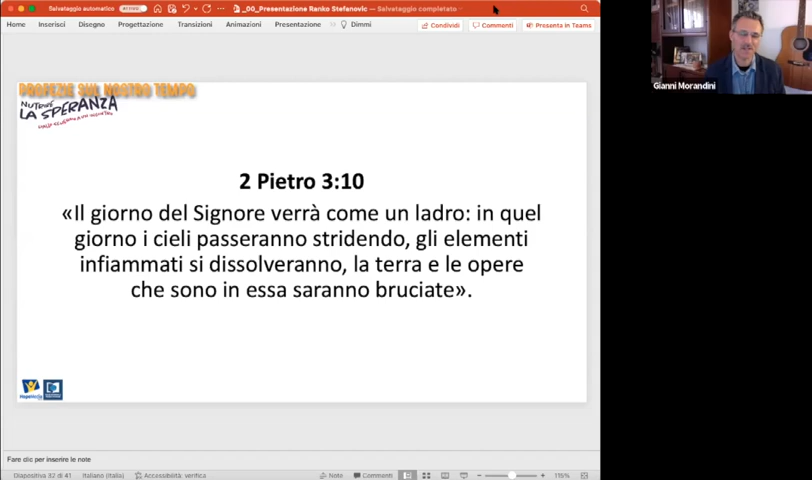 Salvataggio automatico
_00_Presentazione Ranko Stefanovic — Salvataggio completato
Home Inserisci Disegno Progettazione Transizioni Animazioni Presentazione Dimmi
Condividi Commenti Presenta in Teams
Gianni Morandini
PROFEZIE SUL NOSTRO TEMPO
NUTRIRE
LA SPERANZA
2 Pietro 3:10
«Il giorno del Signore verrà come un ladro: in quel
giorno i cieli passeranno stridendo, gli elementi
infiammati si dissolveranno, la terra e le opere
che sono in essa saranno bruciate».
HopeMedia
Fare clic per inserire le note
Diapositiva 32 di 41 Italiano (Italia) Accessibilità: verifica Note Commenti 115%